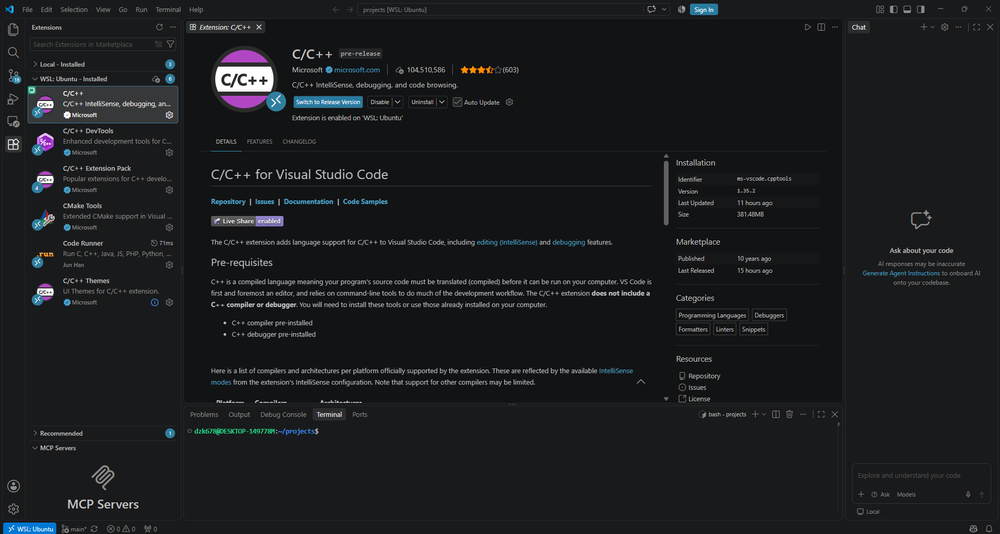 File Edit Selection View Go Run Terminal Help
projects [WSL: Ubuntu]
Sign In
Extensions
Search Extensions in Marketplace
Local - Installed 3
WSL: Ubuntu - Installed 6
C/C++
C/C++ IntelliSense, debugging, an...
Microsoft
C/C++ DevTools
Enhanced development tools for C...
Microsoft
C/C++ Extension Pack
Popular extensions for C++ develo...
4
Microsoft
CMake Tools
Extended CMake support in Visual ...
Microsoft
Code Runner 71ms
.run
Run C, C++, Java, JS, PHP, Python, ...
Jun Han
C/C++ Themes
UI Themes for C/C++ extension.
Microsoft
16
Recommended 1
MCP Servers
MCP Servers
Extension: C/C++
C/C++
C/C++ pre-release
Microsoft microsoft.com 104,510,586 (603)
C/C++ IntelliSense, debugging, and code browsing.
Switch to Release Version Disable Uninstall Auto Update
Extension is enabled on 'WSL: Ubuntu'
DETAILS FEATURES CHANGELOG
C/C++ for Visual Studio Code
Repository | Issues | Documentation | Code Samples
Live Share enabled
The C/C++ extension adds language support for C/C++ to Visual Studio Code, including editing (IntelliSense) and debugging features.
Pre-requisites
C++ is a compiled language meaning your program's source code must be translated (compiled) before it can be run on your computer. VS Code is
first and foremost an editor, and relies on command-line tools to do much of the development workflow. The C/C++ extension does not include a
C++ compiler or debugger. You will need to install these tools or use those already installed on your computer.
• C++ compiler pre-installed
• C++ debugger pre-installed
Here is a list of compilers and architectures per platform officially supported by the extension. These are reflected by the available IntelliSense
modes from the extension's IntelliSense configuration. Note that support for other compilers may be limited.
Platform Compilers Architectures
Installation
Identifier ms-vscode.cpptools
Version 1.35.2
Last Updated 11 hours ago
Size 381.48MB
Marketplace
Published 10 years ago
Last Released 15 hours ago
Categories
Programming Languages Debuggers
Formatters Linters Snippets
Resources
Repository
Issues
License
Problems Output Debug Console Terminal Ports
bash - projects
dzk678@DESKTOP-149778M:~/projects$
Chat
Ask about your code
AI responses may be inaccurate
Generate Agent Instructions to onboard AI
onto your codebase.
Explore and understand your code
Ask Models
Local
WSL: Ubuntu main* 0 0 0